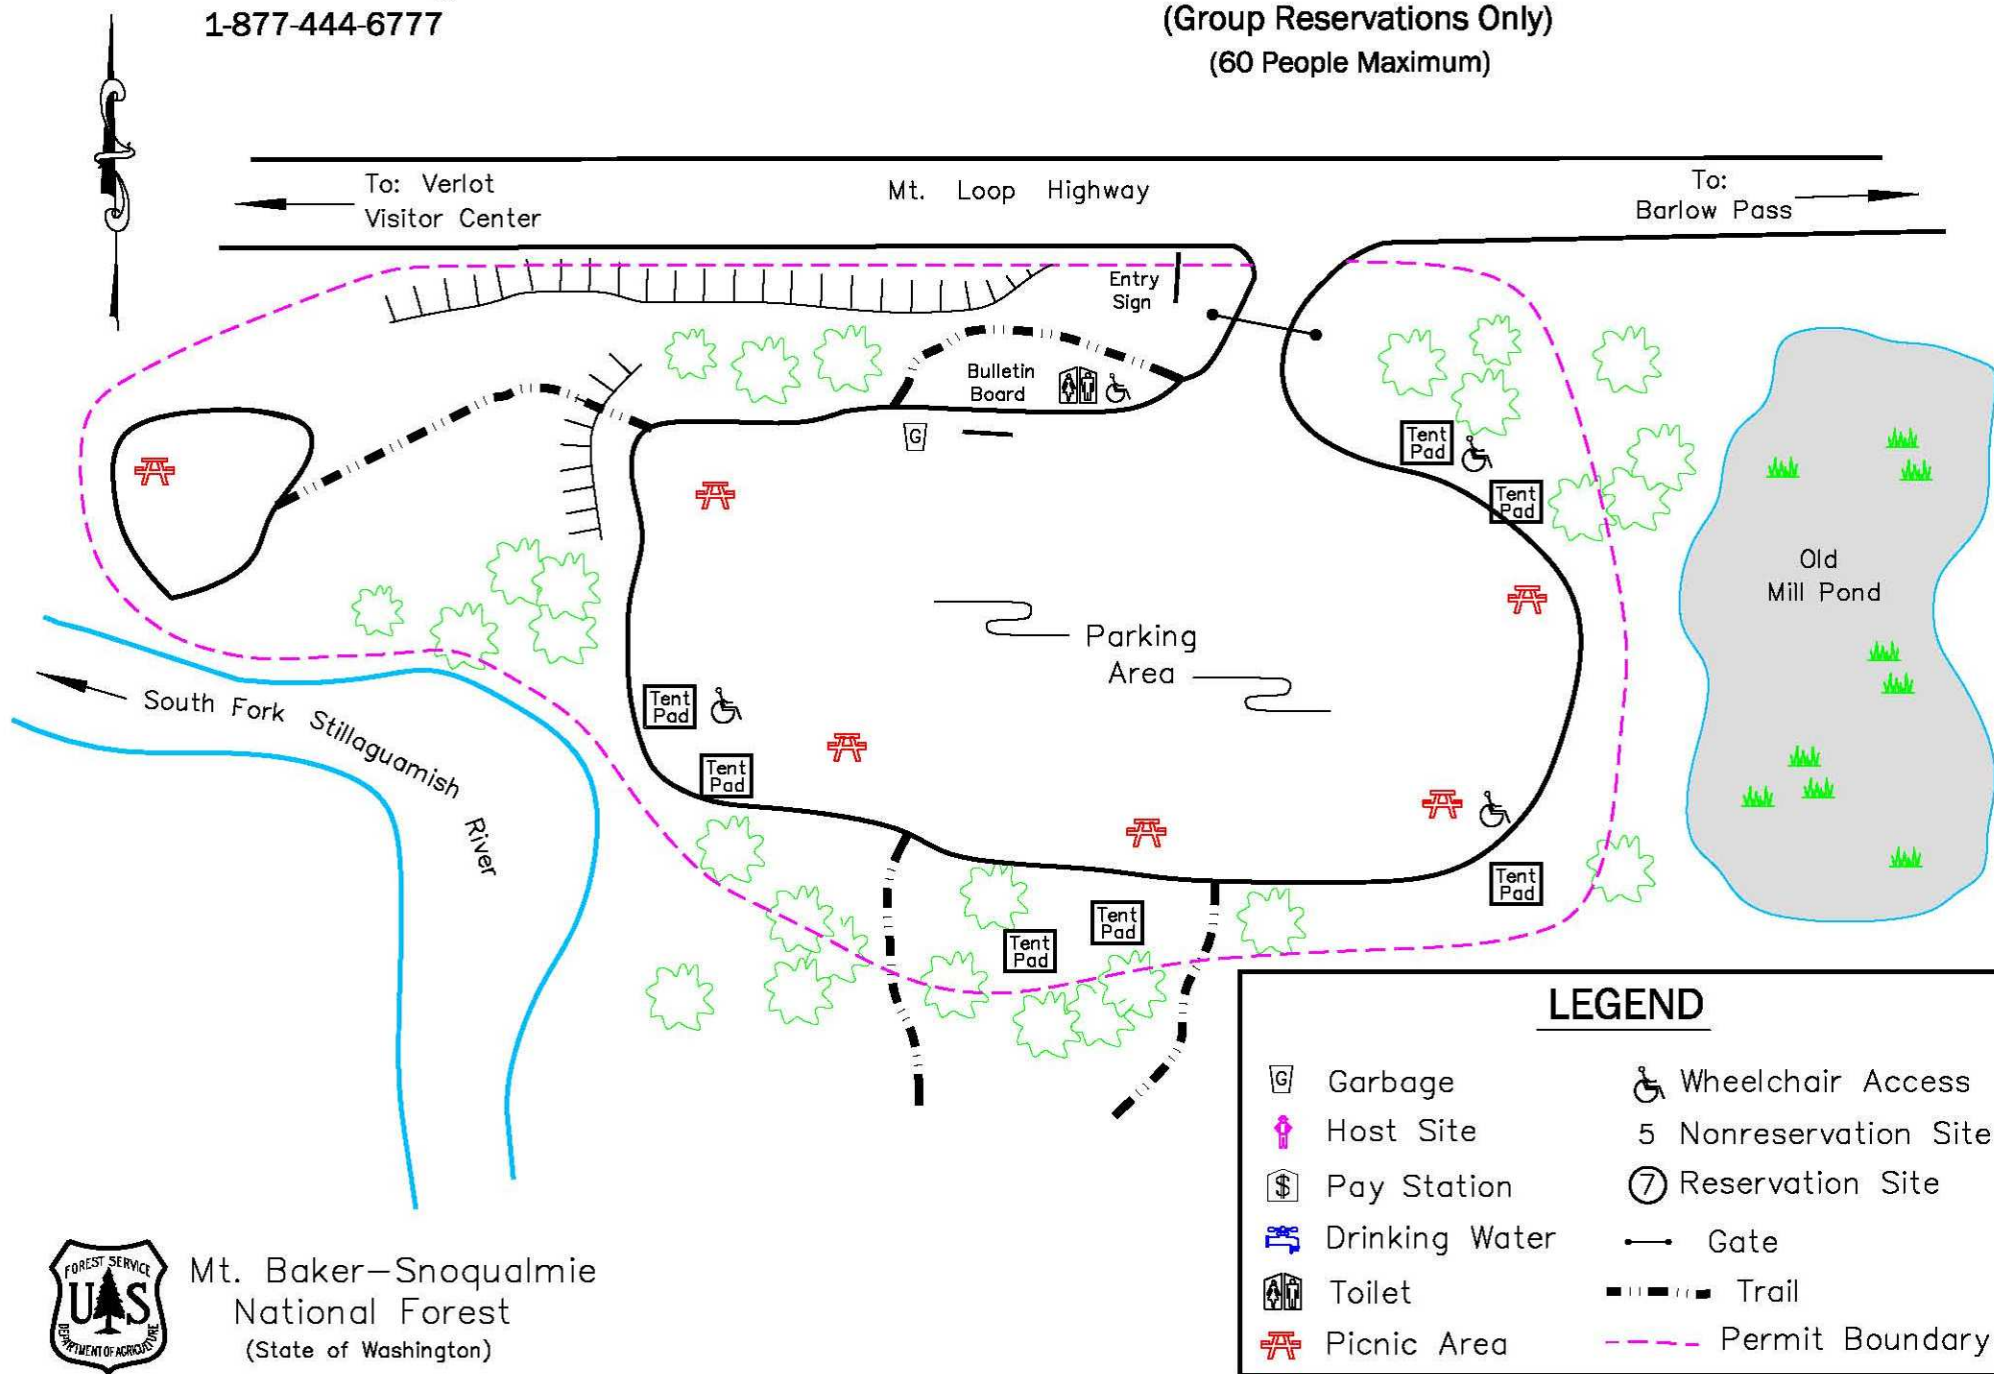 1-877-444-6777
(Group Reservations Only)
(60 People Maximum)
To: Verlot
Visitor Center
Mt. Loop Highway
To:
Barlow Pass
Entry
Sign
Bulletin
Board
G
Tent
Pad
Tent
Pad
Old
Mill Pond
Parking
Area
Tent
Pad
Tent
Pad
South Fork Stillaguamish River
Tent
Pad
Tent
Pad
Tent
Pad
LEGEND
G Garbage
Host Site
$ Pay Station
Drinking Water
Toilet
Picnic Area
Wheelchair Access
5 Nonreservation Site
7 Reservation Site
Gate
Trail
Permit Boundary
FOREST SERVICE
U S
DEPARTMENT OF AGRICULTURE
Mt. Baker–Snoqualmie
National Forest
(State of Washington)